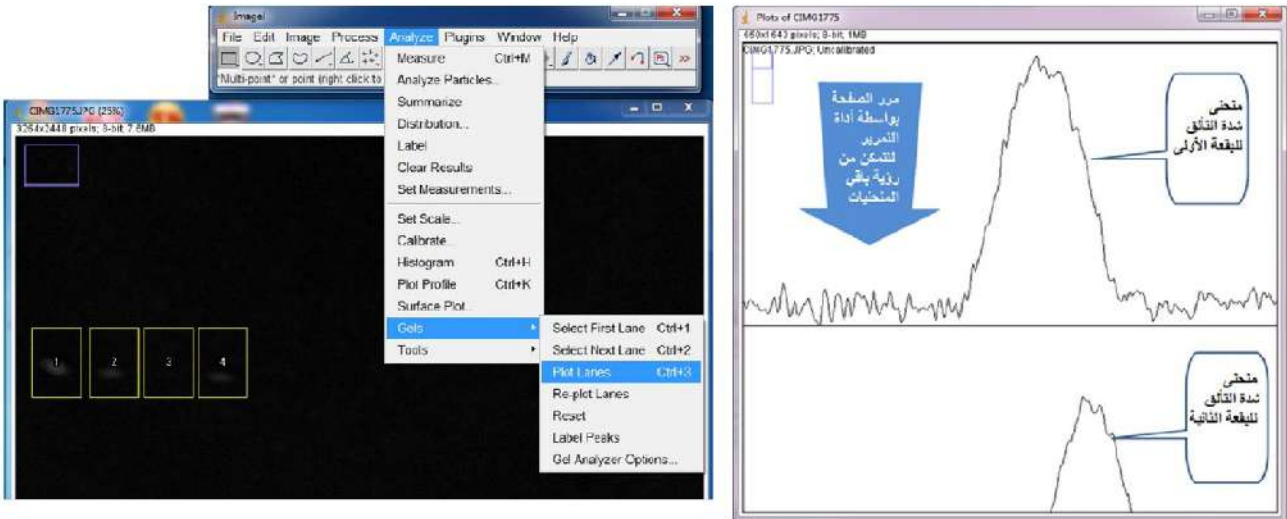 ImageJ
File Edit Image Process Analyze Plugins Window Help
*Multi-point* or point (right click to
Measure Ctrl+M
Analyze Particles...
Summarize
Distribution...
Label
Clear Results
Set Measurements...
Set Scale...
Calibrate...
Histogram Ctrl+H
Plot Profile Ctrl+K
Surface Plot...
Gels
Tools
Select First Lane Ctrl+1
Select Next Lane Ctrl+2
Plot Lanes Ctrl+3
Re-plot Lanes
Reset
Label Peaks
Gel Analyzer Options...
CIMG1775.JPG (25%)
3264x2448 pixels; 8-bit; 7.6MB
1 2 3 4
Plots of CIMG1775
650x1643 pixels; 8-bit; 1MB
CIMG1775.JPG; Uncalibrated
مرر الصفحة
بواسطة أداة
التمرير
لتتمكن من
رؤية باقي
المنحنيات
منحنى
شدة التألق
للبقعة الأولى
منحنى
شدة التألق
للبقعة الثانية